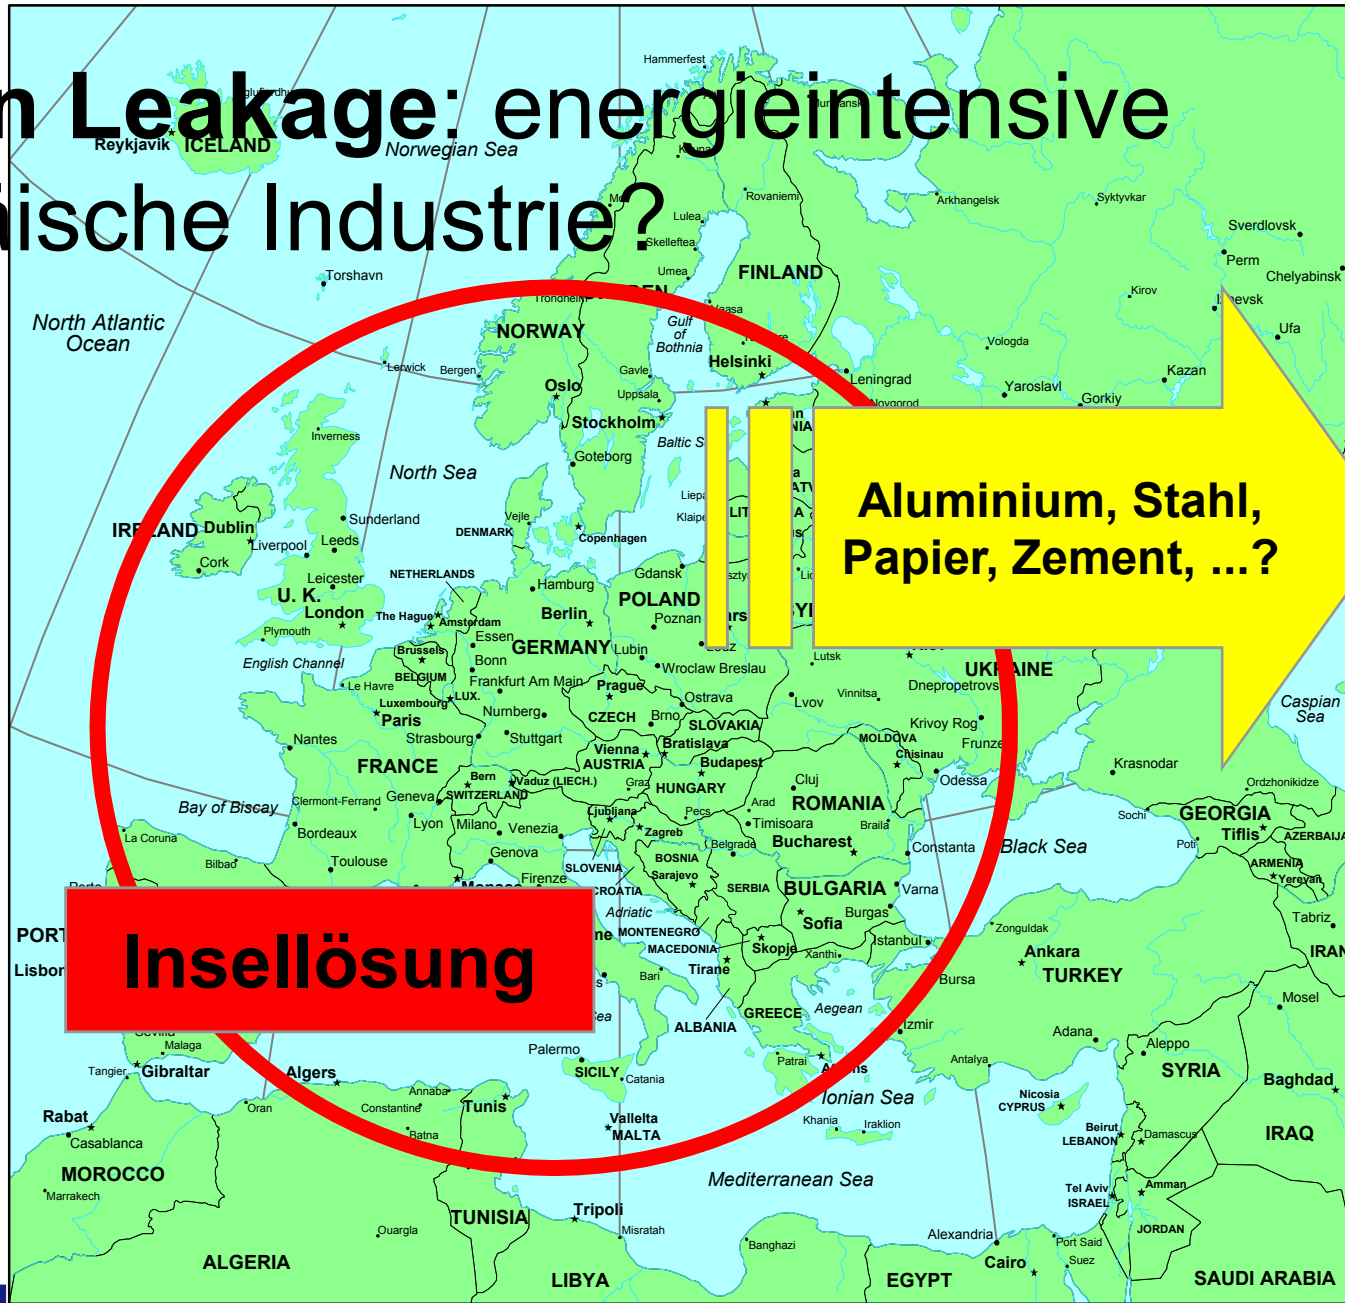 n Leakage: energieintensive
äische Industrie?
Hammerfest
Reykjavik
ICELAND
Norwegian Sea
Rovaniemi
Arkhangelsk
Syktyvkar
Sverdlovsk
Lulea
Skelleftea
Perm
Torshavn
Umea
FINLAND
Chelyabinsk
Kirov
Trondheim
North Atlantic
Ocean
NORWAY
Gulf
of
Bothnia
Ufa
Vologda
Lerwick
Bergen
Gavle
Helsinki
Leningrad
Kazan
Oslo
Uppsala
Yaroslavl
Gorkiy
Novgorod
Stockholm
Inverness
Baltic S
North Sea
Goteborg
Aluminium, Stahl,
Papier, Zement, ...?
IRELAND
Dublin
Sunderland
Vejle
DENMARK
Copenhagen
Liverpool
Leeds
Cork
Leicester
NETHERLANDS
Hamburg
Gdansk
U. K.
London
The Hague
Amsterdam
Berlin
POLAND
Poznan
Plymouth
Essen
GERMANY
Lubin
English Channel
Brussels
BELGIUM
Bonn
Wroclaw Breslau
Lutsk
UKRAINE
Le Havre
Frankfurt Am Main
Prague
Ostrava
Lvov
Vinnitsa
Dnepropetrovs
Luxembourg
LUX.
Paris
Nurnberg
CZECH
Brno
SLOVAKIA
Krivoy Rog
Caspian
Sea
Nantes
Strasbourg
Stuttgart
Vienna
Bratislava
MOLDOVA
Chisinau
Frunze
FRANCE
AUSTRIA
Budapest
Bern
Vaduz (LIECH.)
Graz
HUNGARY
Cluj
Odessa
Krasnodar
Ordzhonikidze
Bay of Biscay
Clermont-Ferrand
Geneva
SWITZERLAND
Ljubljana
Pecs
Arad
ROMANIA
Sochi
GEORGIA
Bordeaux
Lyon
Milano
Venezia
Zagreb
Timisoara
Braila
Tiflis
AZERBAIJA
La Coruna
Belgrade
Bucharest
Constanta
Black Sea
Poti
Bilbao
Toulouse
Genova
SLOVENIA
BOSNIA
Sarajevo
ARMENIA
Yerevan
Firenze
CROATIA
SERBIA
BULGARIA
Varna
Monaco
Adriatic
Sofia
Burgas
Tabriz
PORT
Insellösung
MONTENEGRO
MACEDONIA
Skopje
Istanbul
Zonguldak
Ankara
IRAN
Lisbon
Bari
Tirane
Xanthi
TURKEY
Bursa
ALBANIA
GREECE
Aegean
Mosel
Sevilla
Malaga
Izmir
Adana
Aleppo
Tangier
Gibraltar
Algers
Palermo
SICILY
Catania
Patrai
Athens
Antalya
SYRIA
Baghdad
Rabat
Oran
Annaba
Constantine
Tunis
Ionian Sea
Nicosia
CYPRUS
Casablanca
Batna
Vallelta
MALTA
Khania
Iraklion
Beirut
LEBANON
Damascus
IRAQ
MOROCCO
Marrakech
Mediterranean Sea
Tel Aviv
ISRAEL
Amman
TUNISIA
Tripoli
Misratah
JORDAN
Ouargla
Banghazi
Alexandria
Port Said
Suez
ALGERIA
LIBYA
EGYPT
Cairo
SAUDI ARABIA